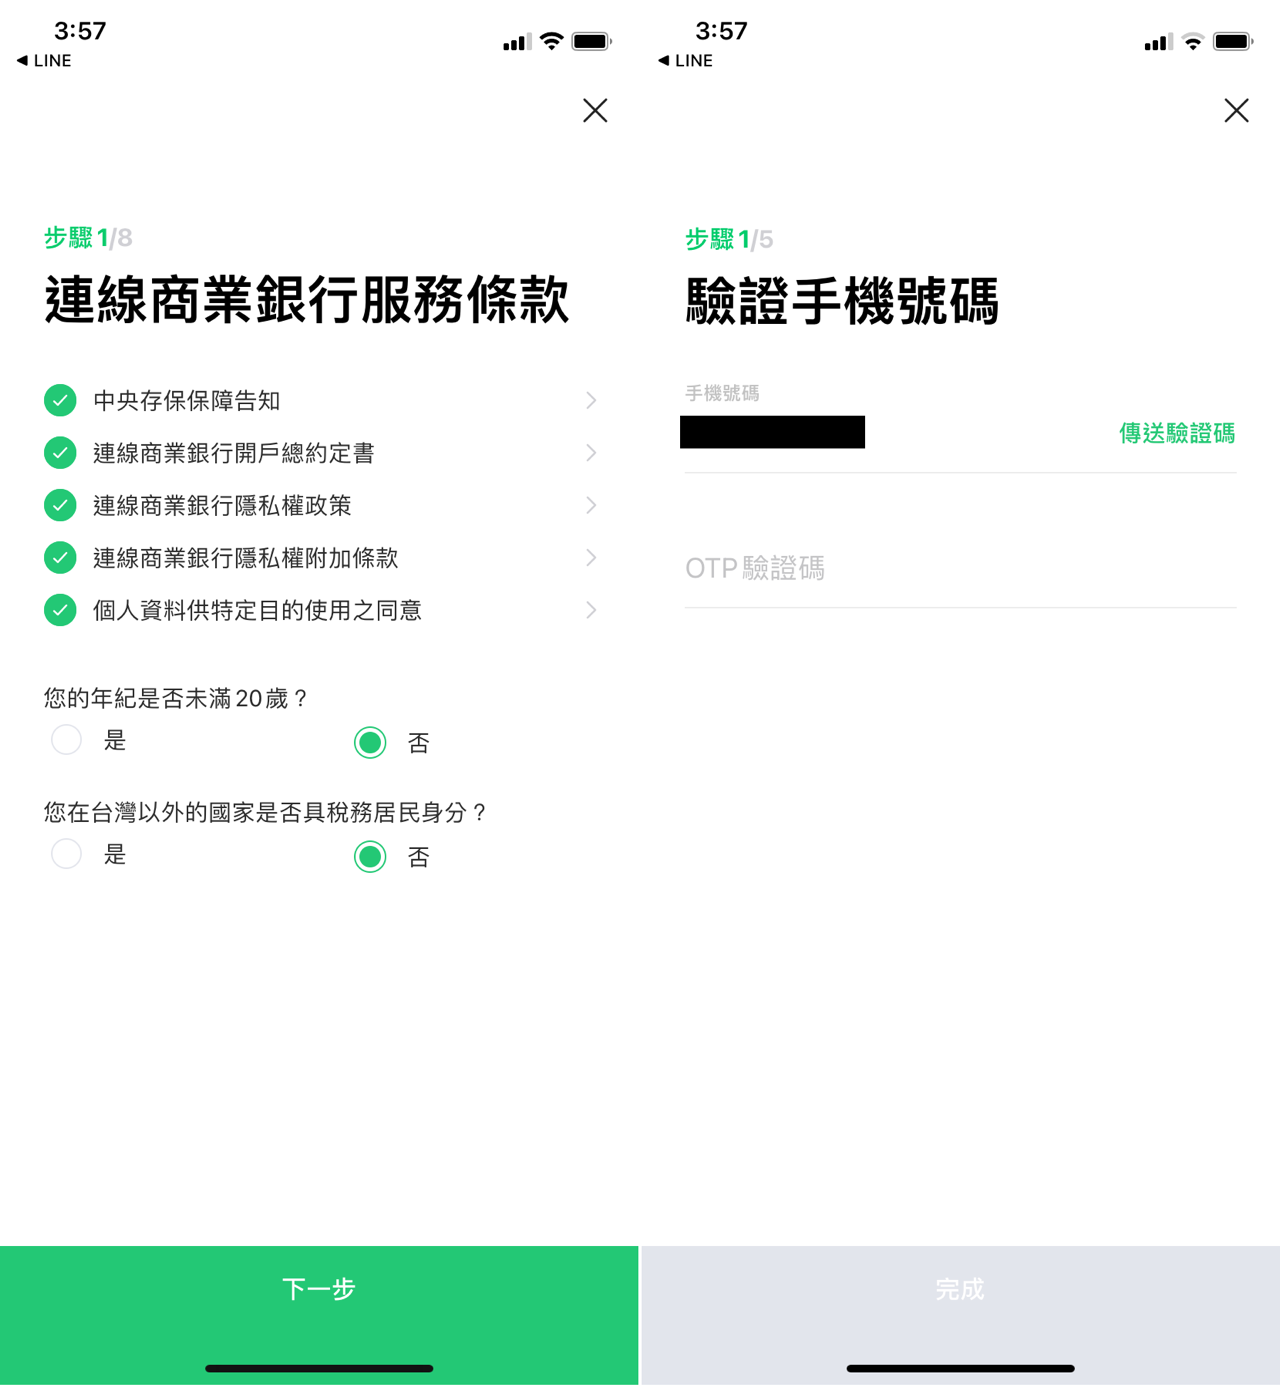 3:57
◀ LINE
步驟 1/8
連線商業銀行服務條款
中央存保保障告知
連線商業銀行開戶總約定書
連線商業銀行隱私權政策
連線商業銀行隱私權附加條款
個人資料供特定目的使用之同意
您的年紀是否未滿 20 歲？
是
否
您在台灣以外的國家是否具稅務居民身分？
是
否
下一步
3:57
◀ LINE
步驟 1/5
驗證手機號碼
手機號碼
傳送驗證碼
OTP 驗證碼
完成